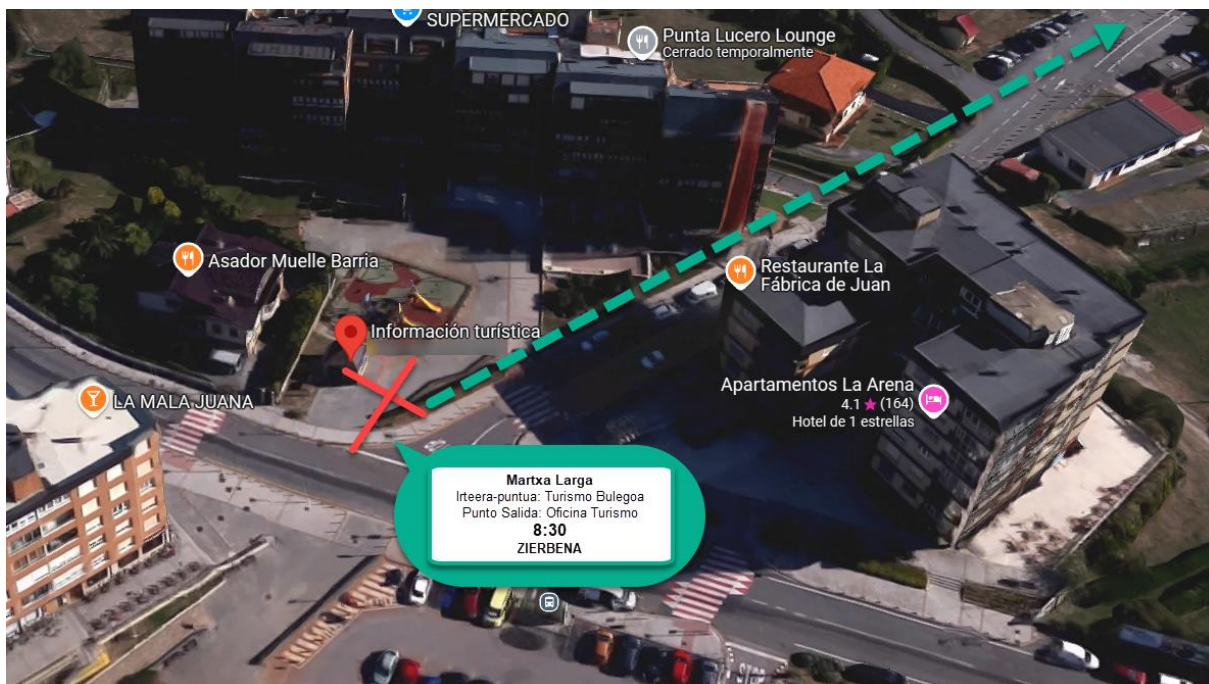 SUPERMERCADO
Punta Lucero Lounge
Cerrado temporalmente
Asador Muelle Barria
Restaurante La
Fábrica de Juan
Información turística
Apartamentos La Arena
4.1 ★ (164)
Hotel de 1 estrellas
LA MALA JUANA
Martxa Larga
Irteera-puntua: Turismo Bulegoa
Punto Salida: Oficina Turismo
8:30
ZIERBENA